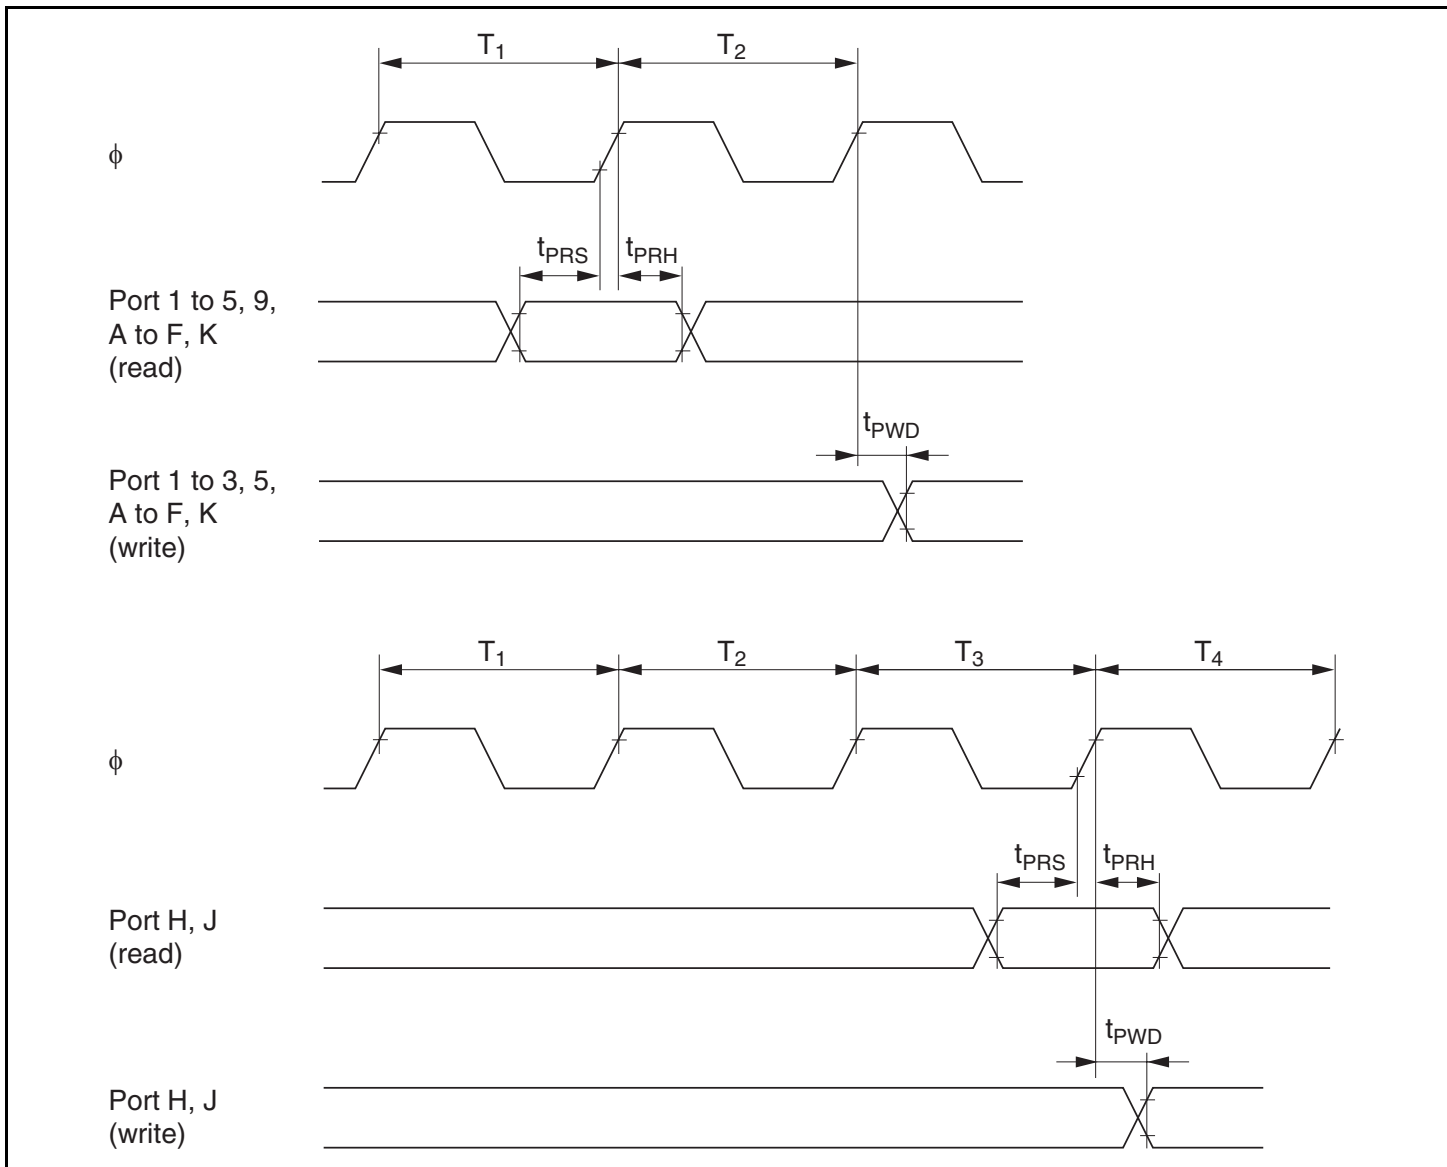 T1 T2
ϕ
tPRS tPRH
Port 1 to 5, 9,
A to F, K
(read)
tPWD
Port 1 to 3, 5,
A to F, K
(write)
T1 T2 T3 T4
ϕ
tPRS tPRH
Port H, J
(read)
tPWD
Port H, J
(write)